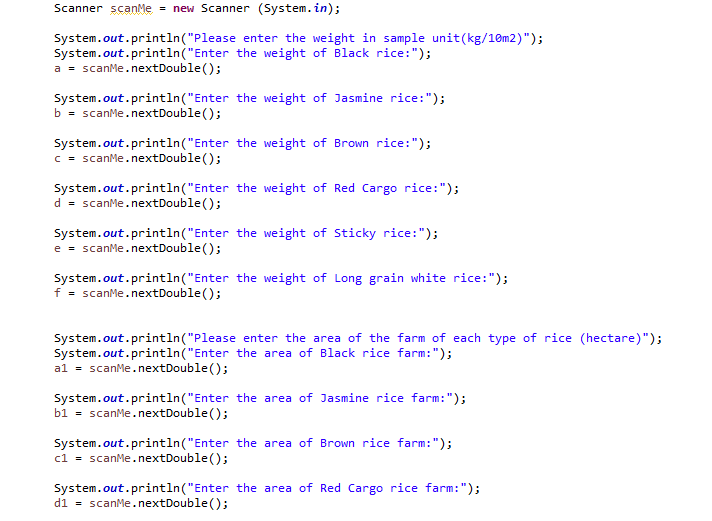 Scanner scanMe = new Scanner (System.in);
System.out.println("Please enter the weight in sample unit(kg/10m2)");
System.out.println("Enter the weight of Black rice:");
a = scanMe.nextDouble();
System.out.println("Enter the weight of Jasmine rice:");
b = scanMe.nextDouble();
System.out.println("Enter the weight of Brown rice:");
c = scanMe.nextDouble();
System.out.println("Enter the weight of Red Cargo rice:");
d = scanMe.nextDouble();
System.out.println("Enter the weight of Sticky rice:");
e = scanMe.nextDouble();
System.out.println("Enter the weight of Long grain white rice:");
f = scanMe.nextDouble();
System.out.println("Please enter the area of the farm of each type of rice (hectare)");
System.out.println("Enter the area of Black rice farm:");
a1 = scanMe.nextDouble();
System.out.println("Enter the area of Jasmine rice farm:");
b1 = scanMe.nextDouble();
System.out.println("Enter the area of Brown rice farm:");
c1 = scanMe.nextDouble();
System.out.println("Enter the area of Red Cargo rice farm:");
d1 = scanMe.nextDouble();